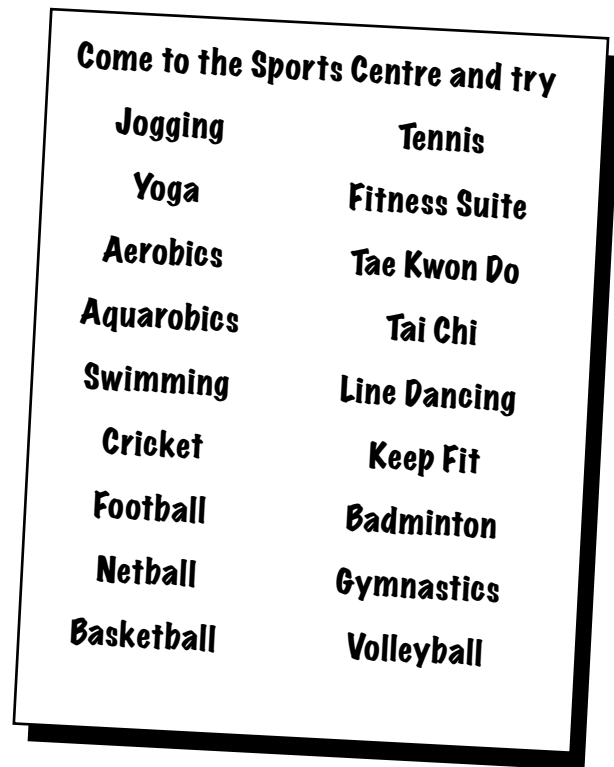 Come to the Sports Centre and try
Jogging
Yoga
Aerobics
Aquarobics
Swimming
Cricket
Football
Netball
Basketball
Tennis
Fitness Suite
Tae Kwon Do
Tai Chi
Line Dancing
Keep Fit
Badminton
Gymnastics
Volleyball